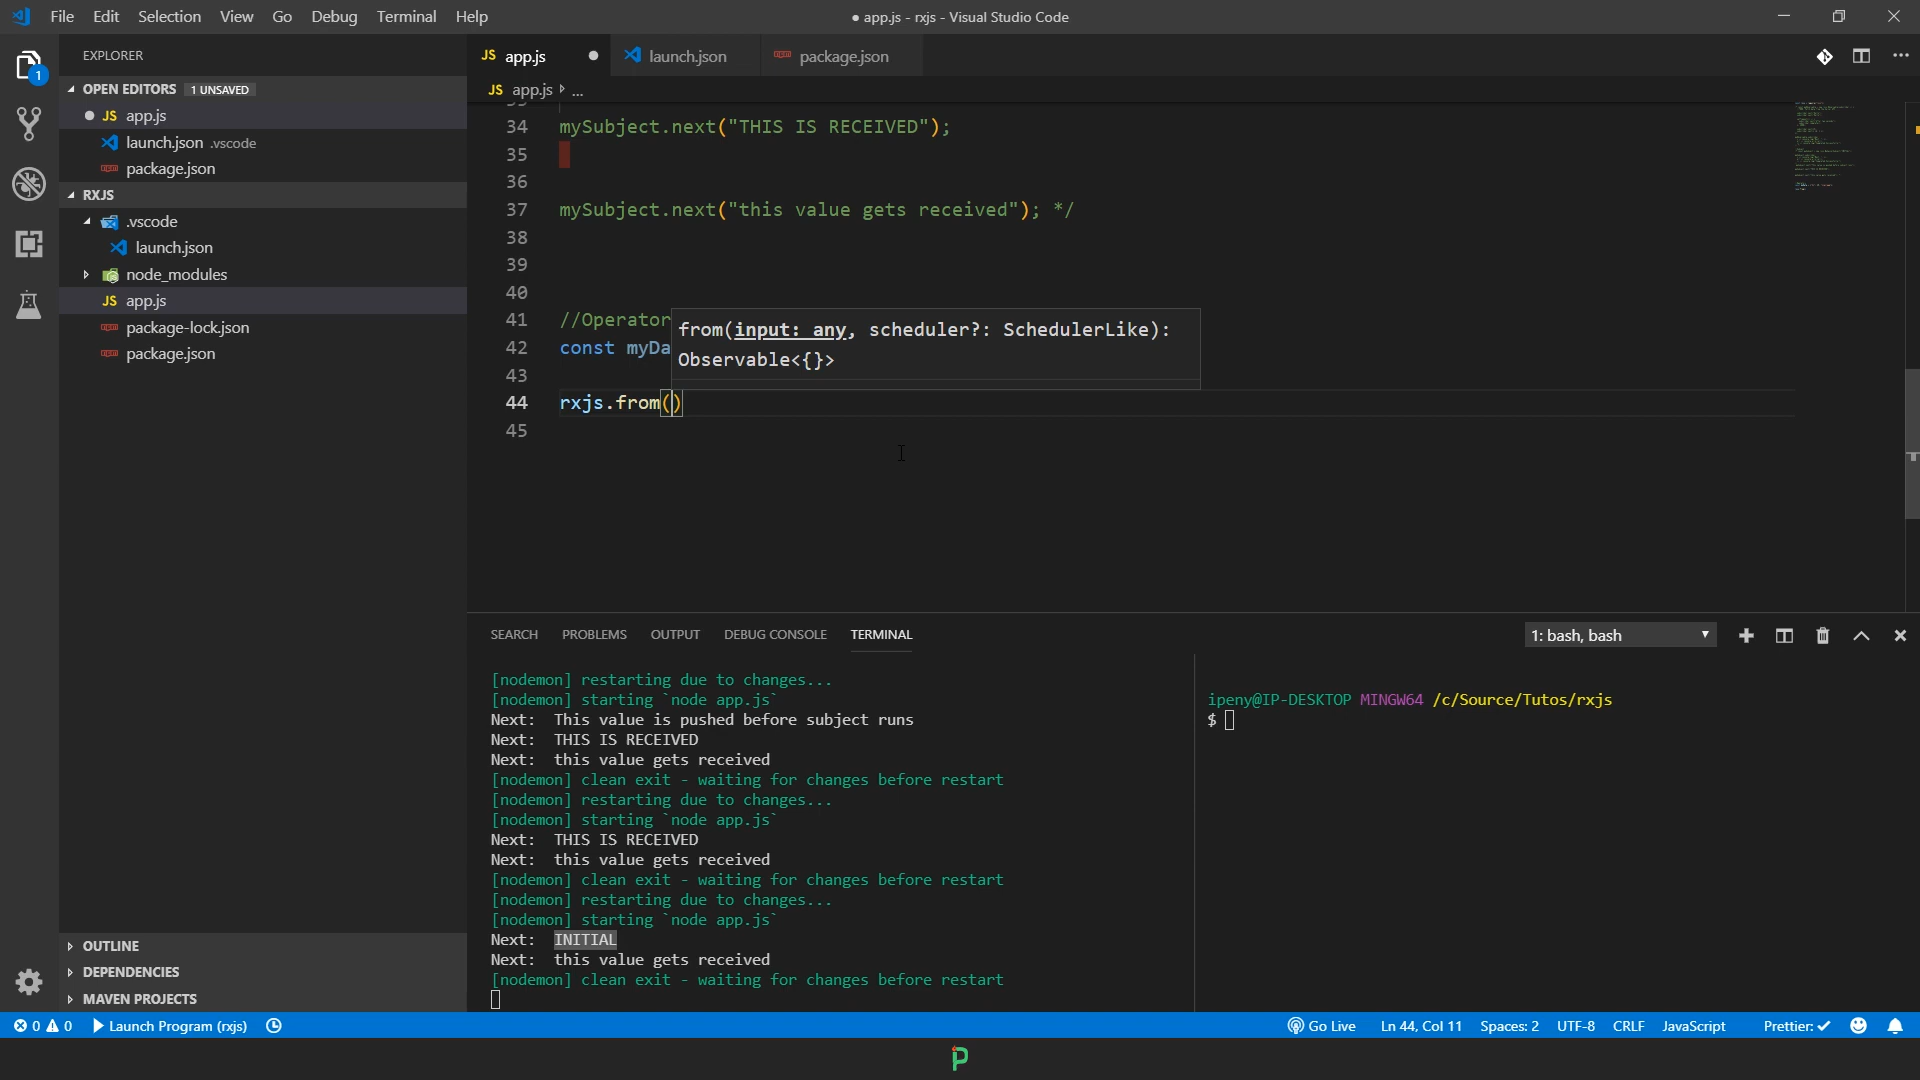 File Edit Selection View Go Debug Terminal Help
● app.js - rxjs - Visual Studio Code
EXPLORER
OPEN EDITORS 1 UNSAVED
JS app.js
launch.json .vscode
package.json
RXJS
.vscode
launch.json
node_modules
JS app.js
package-lock.json
package.json
OUTLINE
DEPENDENCIES
MAVEN PROJECTS
1
JS app.js
launch.json
package.json
JS app.js ...
34 mySubject.next("THIS IS RECEIVED");
35
36
37 mySubject.next("this value gets received"); */
38
39
40
41 //Operator
42 const myDa
43
44 rxjs.from()
45
from(input: any, scheduler?: SchedulerLike):
Observable<{}>
SEARCH PROBLEMS OUTPUT DEBUG CONSOLE TERMINAL
1: bash, bash
[nodemon] restarting due to changes...
[nodemon] starting `node app.js`
Next: This value is pushed before subject runs
Next: THIS IS RECEIVED
Next: this value gets received
[nodemon] clean exit - waiting for changes before restart
[nodemon] restarting due to changes...
[nodemon] starting `node app.js`
Next: THIS IS RECEIVED
Next: this value gets received
[nodemon] clean exit - waiting for changes before restart
[nodemon] restarting due to changes...
[nodemon] starting `node app.js`
Next: INITIAL
Next: this value gets received
[nodemon] clean exit - waiting for changes before restart
ipeny@IP-DESKTOP MINGW64 /c/Source/Tutos/rxjs
$
0 0 Launch Program (rxjs)
Go Live Ln 44, Col 11 Spaces: 2 UTF-8 CRLF JavaScript Prettier: ✓